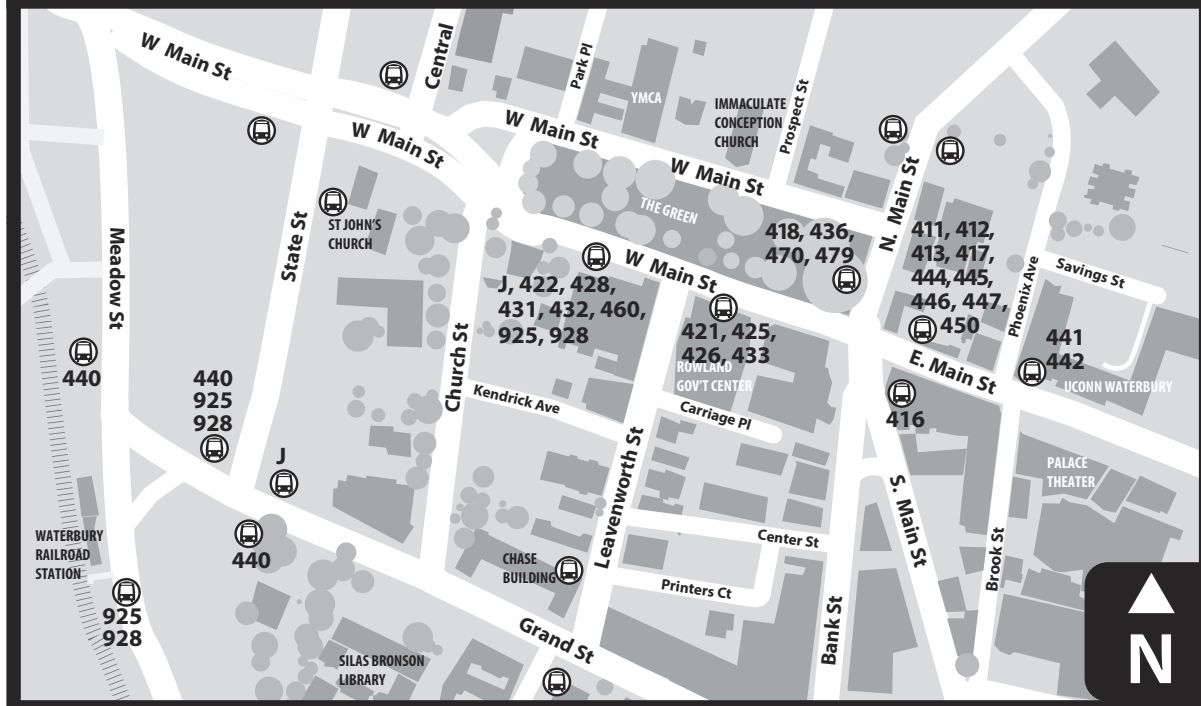 W Main St
Central
Park Pl
YMCA
IMMACULATE
CONCEPTION
CHURCH
Prospect St
W Main St
W Main St
W Main St
N. Main St
THE GREEN
ST JOHN'S
CHURCH
State St
Meadow St
418, 436,
470, 479
411, 412,
413, 417,
444, 445,
446, 447,
450
Phoenix Ave
Savings St
W Main St
J, 422, 428,
431, 432, 460,
925, 928
421, 425,
426, 433
ROWLAND
GOV'T CENTER
E. Main St
441
442
UCONN WATERBURY
416
440
440
925
928
Church St
Kendrick Ave
Carriage Pl
J
Leavenworth St
S. Main St
PALACE
THEATER
WATERBURY
RAILROAD
STATION
440
CHASE
BUILDING
Center St
Printers Ct
Brook St
Bank St
925
928
Grand St
SILAS BRONSON
LIBRARY
N